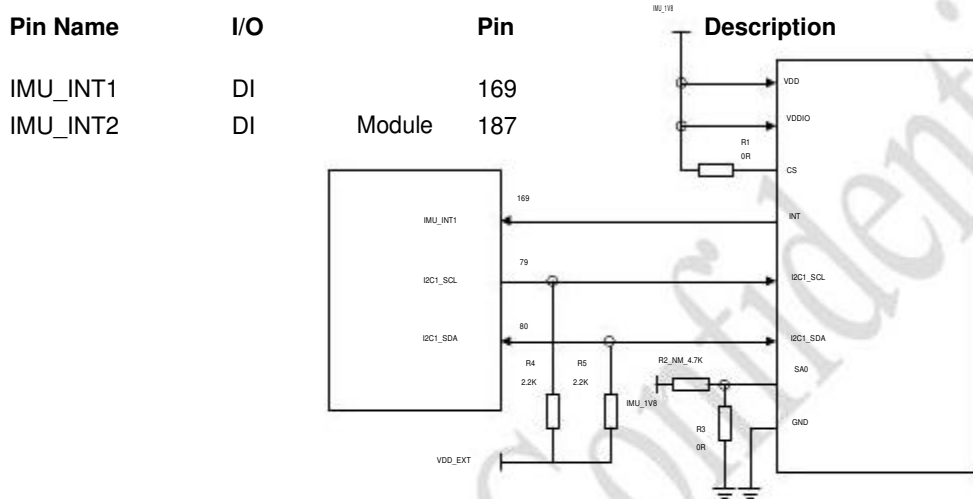 IMU_1V8
Pin Name I/O Pin Description
IMU_INT1 DI 169
IMU_INT2 DI Module 187
VDD
VDDIO
R1
0R
CS
169
IMU_INT1
INT
79
I2C1_SCL
I2C1_SCL
80
I2C1_SDA
I2C1_SDA
R4
2.2K
R5
2.2K
R2_NM_4.7K
SA0
IMU_1V8
R3
0R
GND
VDD_EXT
Confident